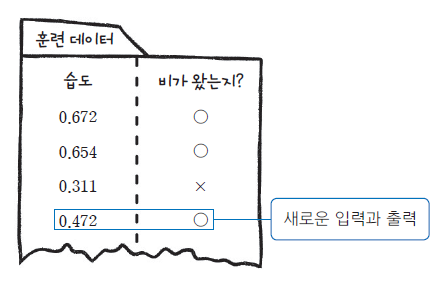 훈련 데이터
습도 비가 왔는지?
0.672 ○
0.654 ○
0.311 ×
0.472 ○
새로운 입력과 출력